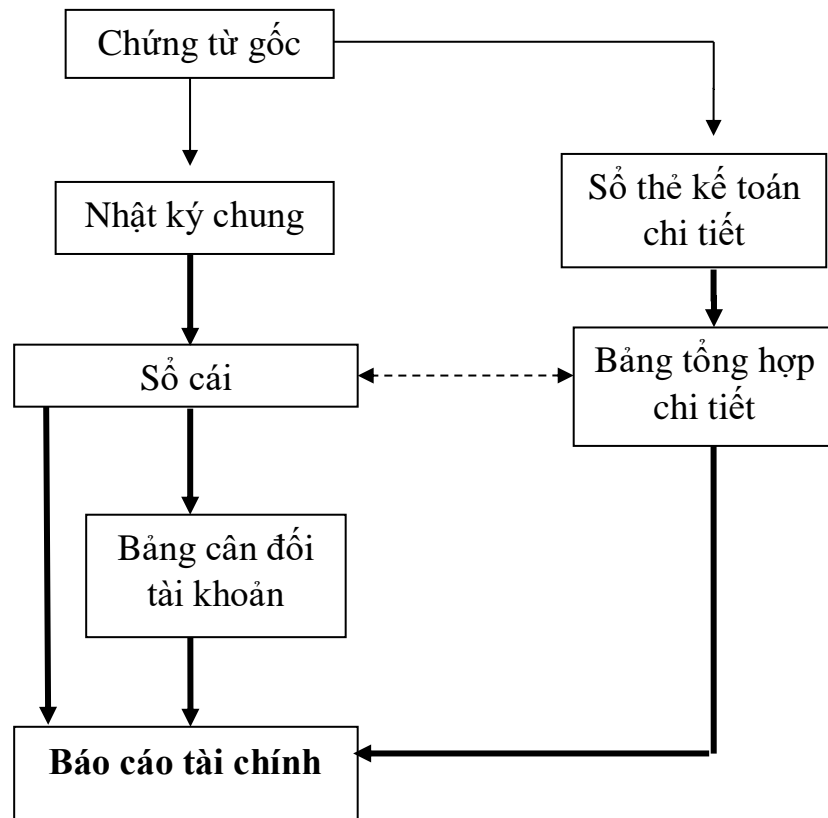 Chứng từ gốc
Nhật ký chung
Sổ thẻ kế toán
chi tiết
Sổ cái
Bảng tổng hợp
chi tiết
Bảng cân đối
tài khoản
Báo cáo tài chính